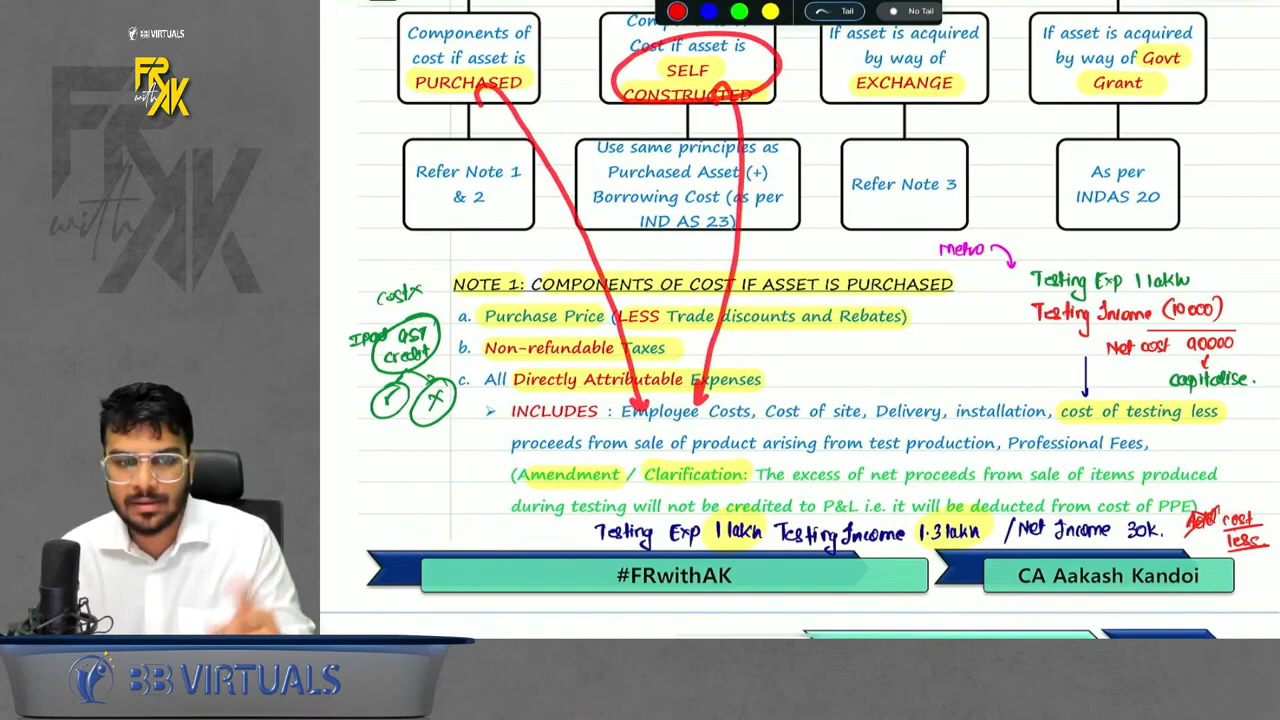 BB VIRTUALS
FR
with
AK
Tail
No Tail
Components of
cost if asset is
PURCHASED
Cost if asset is
SELF
CONSTRUCTED
If asset is acquired
by way of
EXCHANGE
If asset is acquired
by way of Govt
Grant
Refer Note 1
& 2
Use same principles as
Purchased Asset (+)
Borrowing Cost (as per
IND AS 23)
Refer Note 3
As per
INDAS 20
Metro
Testing Exp 1 lakh
Testing Income (10000)
Net cost 90000
capitalise.
cost x
GST
credit
NOTE 1: COMPONENTS OF COST IF ASSET IS PURCHASED
a. Purchase Price (LESS Trade discounts and Rebates)
b. Non-refundable Taxes
c. All Directly Attributable Expenses
➢ INCLUDES : Employee Costs, Cost of site, Delivery, installation, cost of testing less
proceeds from sale of product arising from test production, Professional Fees,
(Amendment / Clarification: The excess of net proceeds from sale of items produced
during testing will not be credited to P&L i.e. it will be deducted from cost of PPE)
Testing Exp 1 lakh Testing Income 1.3 lakh / Net Income 30k.
cost
less
#FRwithAK
CA Aakash Kandoi
BB VIRTUALS
FR
with
AK